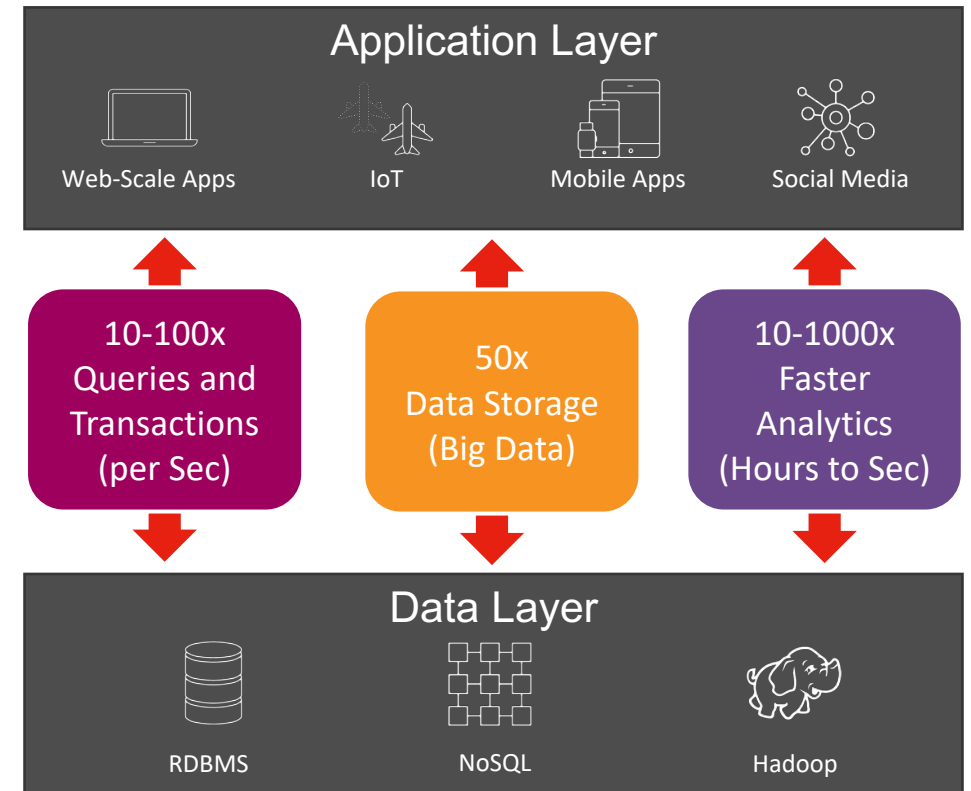 Application Layer
Web-Scale Apps
IoT
Mobile Apps
Social Media
10-100x
Queries and
Transactions
(per Sec)
50x
Data Storage
(Big Data)
10-1000x
Faster
Analytics
(Hours to Sec)
Data Layer
RDBMS
NoSQL
Hadoop